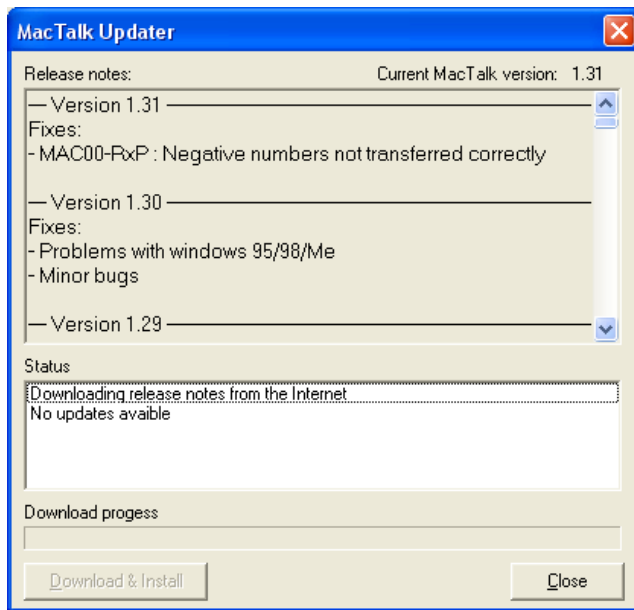 MacTalk Updater
Release notes: Current MacTalk version: 1.31
— Version 1.31
Fixes:
- MAC00-RxP : Negative numbers not transferred correctly
— Version 1.30
Fixes:
- Problems with windows 95/98/Me
- Minor bugs
— Version 1.29
Status
Downloading release notes from the Internet
No updates avaible
Download progess
Download & Install Close